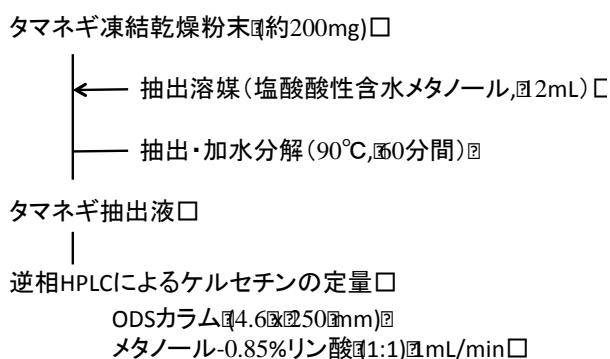 タマネギ凍結乾燥粉末(約200mg)□
抽出溶媒（塩酸酸性含水メタノール, 12mL）□
抽出・加水分解（90℃, 60分間）
タマネギ抽出液□
逆相HPLCによるケルセチンの定量□
ODSカラム(4.6 x 250 mm)
メタノール-0.85%リン酸(1:1) 1mL/min□